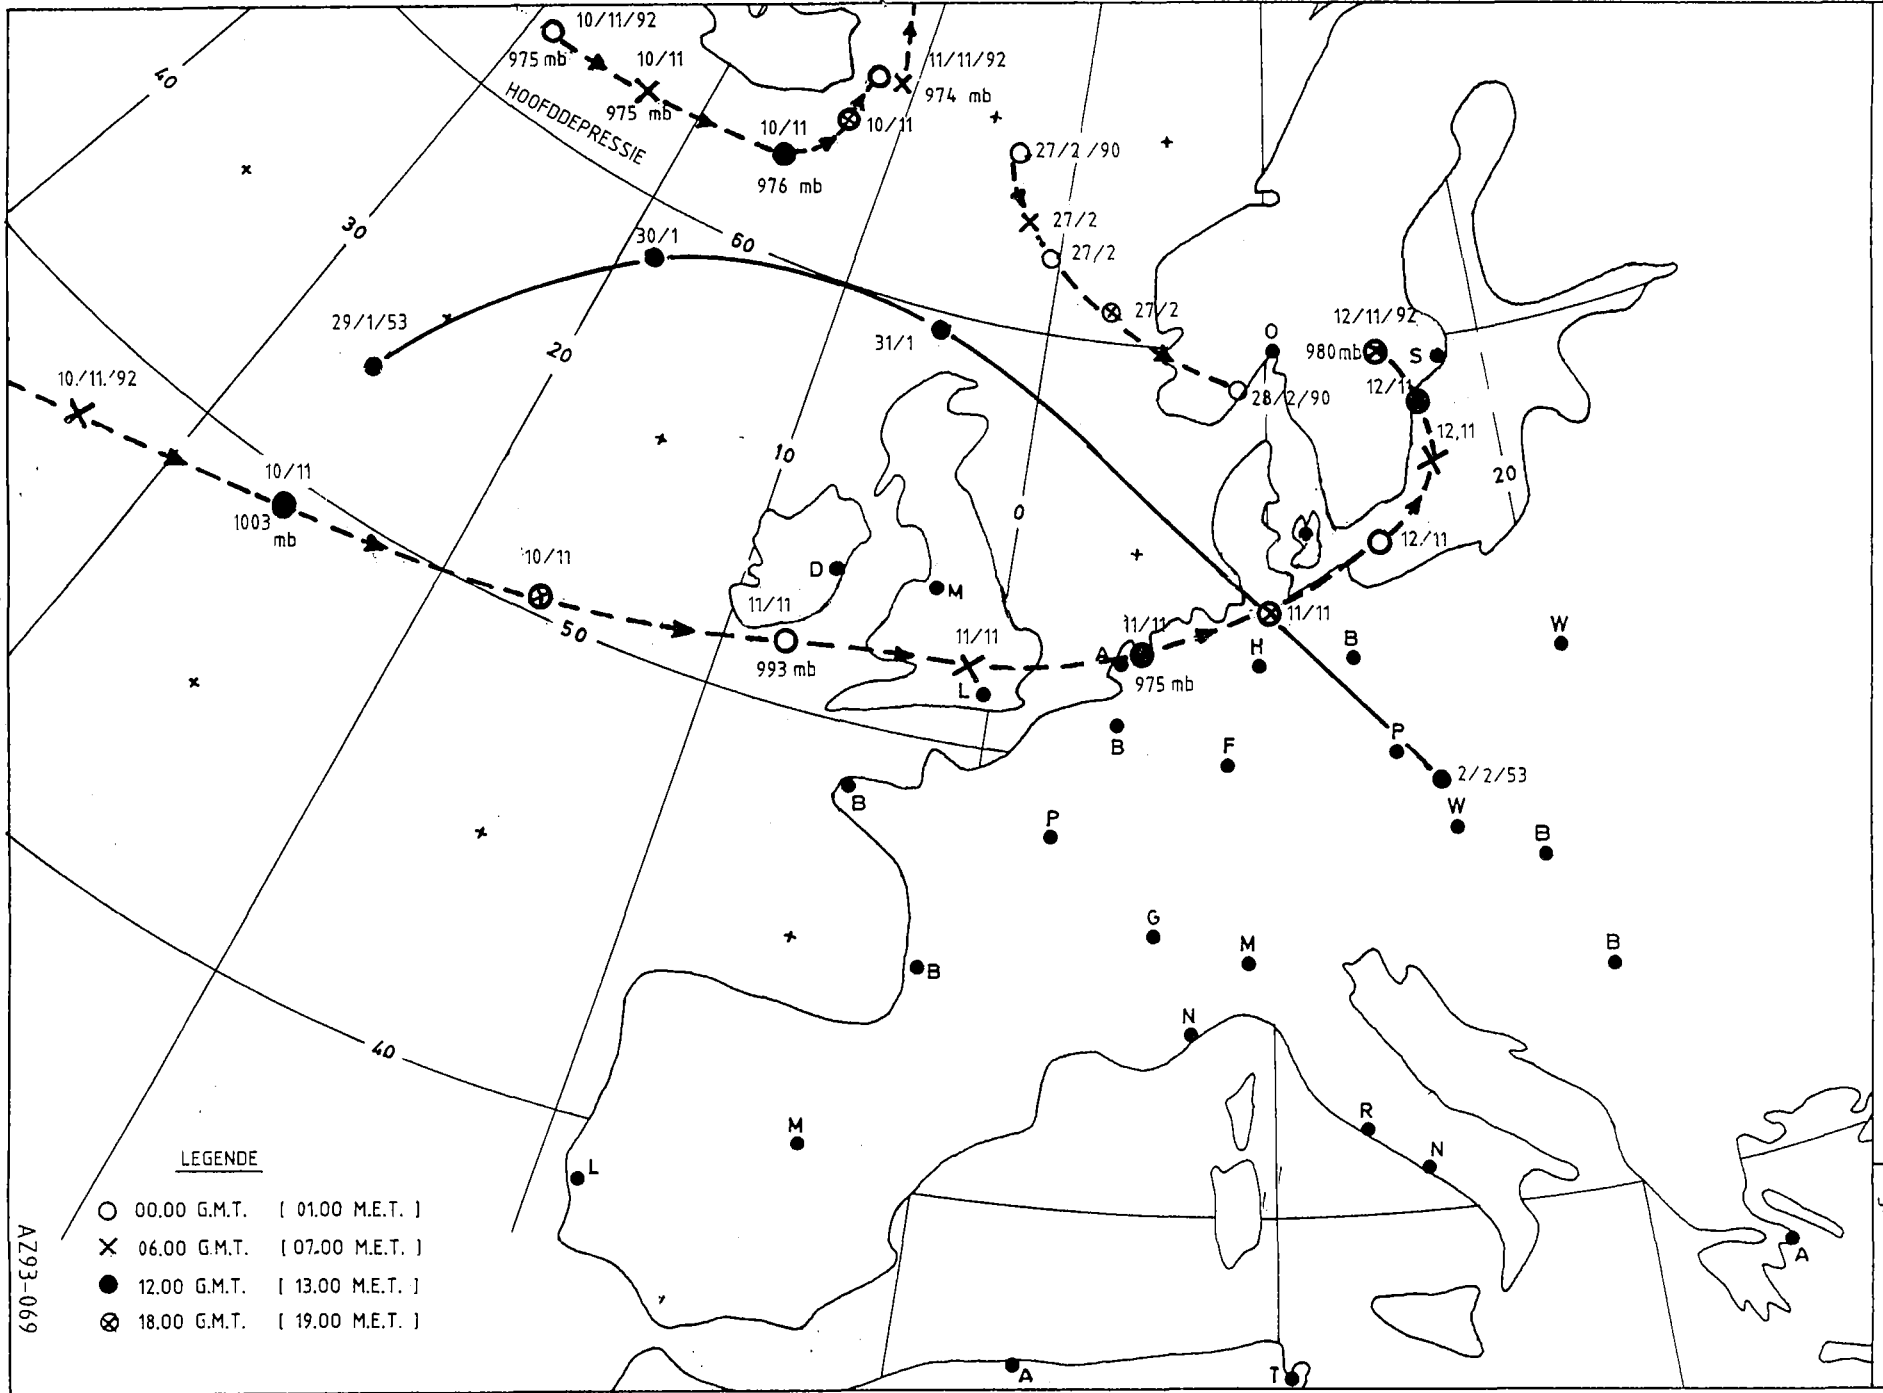 10/11/92
975 mb
10/11
975 mb
HOOFDDEPRESSIE
10/11
976 mb
10/11
11/11/92
974 mb
40
30
20
10
0
20
60
50
40
27/2/90
27/2
27/2
27/2
28/2/90
29/1/53
30/1
31/1
2/2/53
10./11.'92
10/11
1003
mb
10/11
11/11
993 mb
11/11
11/11
975 mb
11/11
12./11
12,11
12/11
12/11/92
980mb
O
S
D
M
L
A
H
B
W
B
F
P
W
B
B
P
B
G
M
B
N
M
L
R
N
A
A
T
LEGENDE
00.00 G.M.T. [ 01.00 M.E.T. ]
06.00 G.M.T. [ 07.00 M.E.T. ]
12.00 G.M.T. [ 13.00 M.E.T. ]
18.00 G.M.T. [ 19.00 M.E.T. ]
AZ93-069